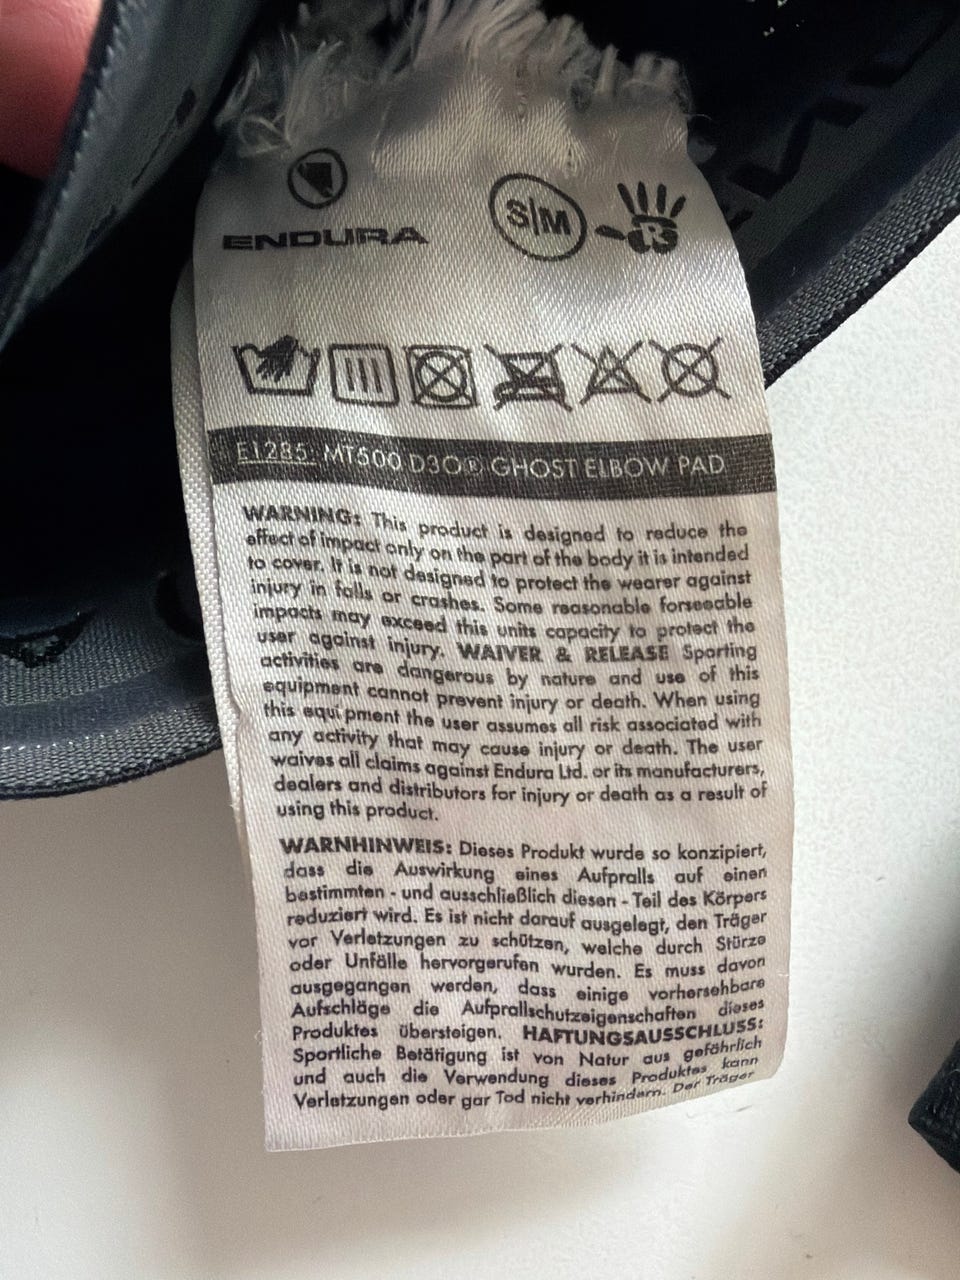 ENDURA
S|M
R
E1285: MT500 D3O® GHOST ELBOW PAD
WARNING: This product is designed to reduce the
effect of impact only on the part of the body it is intended
to cover. It is not designed to protect the wearer against
injury in falls or crashes. Some reasonable forseeable
impacts may exceed this units capacity to protect the
user against injury. WAIVER & RELEASE Sporting
activities are dangerous by nature and use of this
equipment cannot prevent injury or death. When using
this equi pment the user assumes all risk associated with
any activity that may cause injury or death. The user
waives all claims against Endura Ltd. or its manufacturers,
dealers and distributors for injury or death as a result of
using this product.
WARNHINWEIS: Dieses Produkt wurde so konzipiert,
dass die Auswirkung eines Aufpralls auf einen
bestimmten - und ausschließlich diesen - Teil des Körpers
reduziert wird. Es ist nicht darauf ausgelegt, den Träger
vor Verletzungen zu schützen, welche durch Stürze
oder Unfälle hervorgerufen wurden. Es muss davon
ausgegangen werden, dass einige vorhersehbare
Aufschläge die Aufprallschutzeigenschaften dieses
Produktes übersteigen. HAFTUNGSAUSSCHLUSS:
Sportliche Betätigung ist von Natur aus gefährlich
und auch die Verwendung dieses Produktes kann
Verletzungen oder gar Tod nicht verhindern. Der Träger